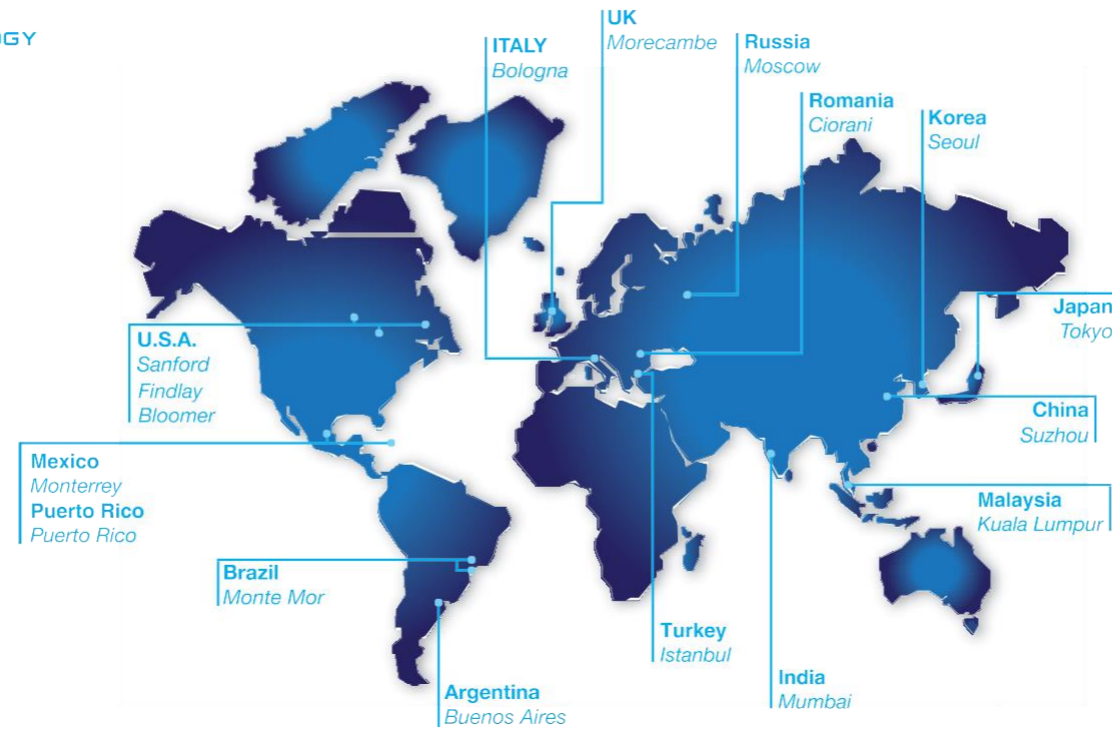 UK
Morecambe
ITALY
Bologna
Russia
Moscow
Romania
Ciorani
Korea
Seoul
Japan
Tokyo
U.S.A.
Sanford
Findlay
Bloomer
China
Suzhou
Mexico
Monterrey
Puerto Rico
Puerto Rico
Malaysia
Kuala Lumpur
Brazil
Monte Mor
Turkey
Istanbul
India
Mumbai
Argentina
Buenos Aires